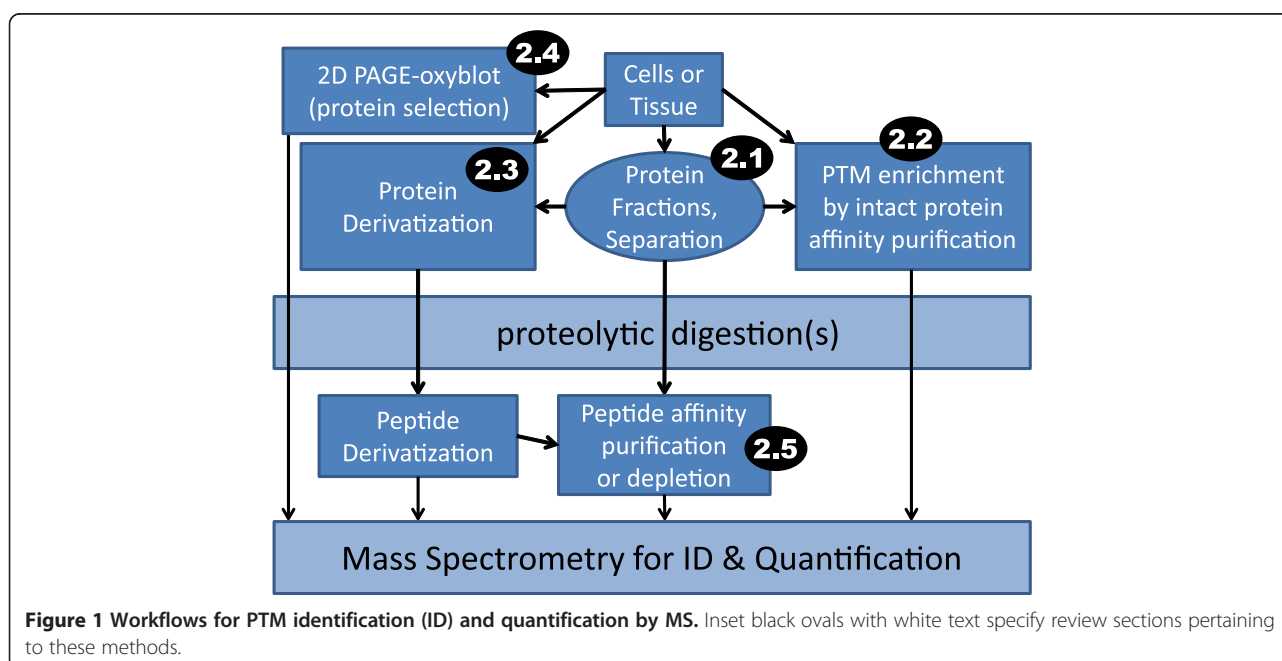 2.4
2D PAGE-oxyblot
(protein selection)
Cells or
Tissue
2.3
Protein
Derivatization
2.1
Protein
Fractions,
Separation
2.2
PTM enrichment
by intact protein
affinity purification
proteolytic digestion(s)
Peptide
Derivatization
Peptide affinity
purification
or depletion
2.5
Mass Spectrometry for ID & Quantification
Figure 1 Workflows for PTM identification (ID) and quantification by MS. Inset black ovals with white text specify review sections pertaining
to these methods.